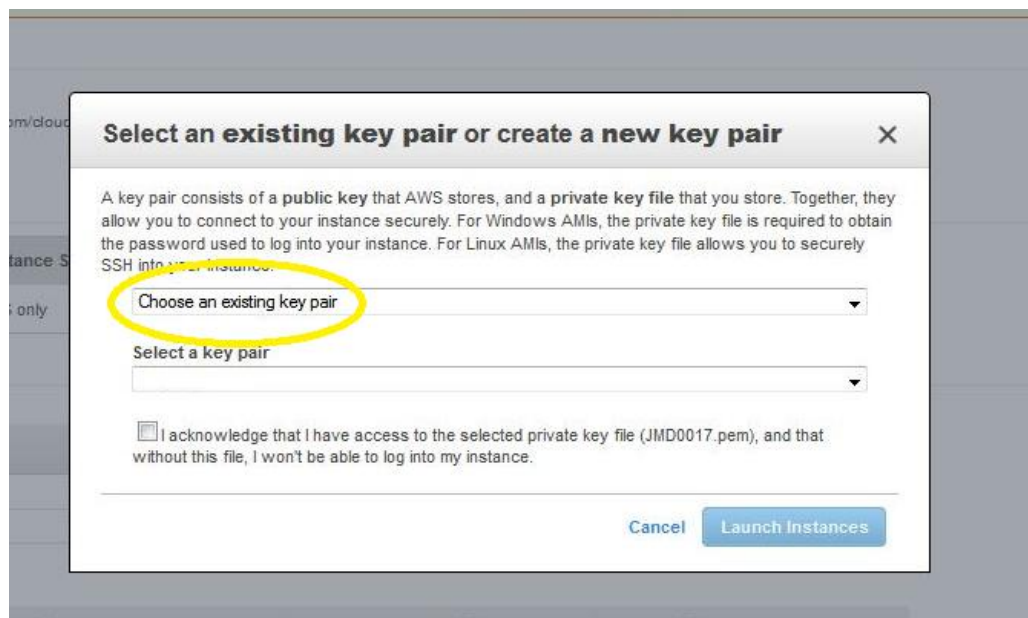 om/cloud
Select an existing key pair or create a new key pair
A key pair consists of a public key that AWS stores, and a private key file that you store. Together, they
allow you to connect to your instance securely. For Windows AMIs, the private key file is required to obtain
the password used to log into your instance. For Linux AMIs, the private key file allows you to securely
SSH into your instance.
tance S
only
Choose an existing key pair
Select a key pair
I acknowledge that I have access to the selected private key file (JMD0017.pem), and that
without this file, I won't be able to log into my instance.
Cancel Launch Instances